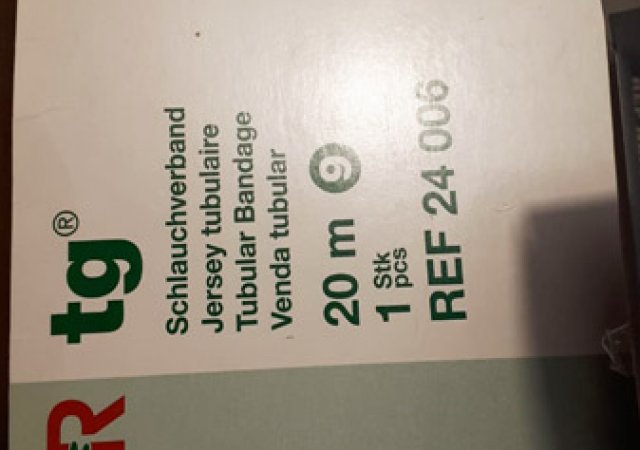 tg®
Schlauchverband
Jersey tubulaire
Tubular Bandage
Venda tubular
20 m 9
1 Stk
pcs
REF 24 006
R